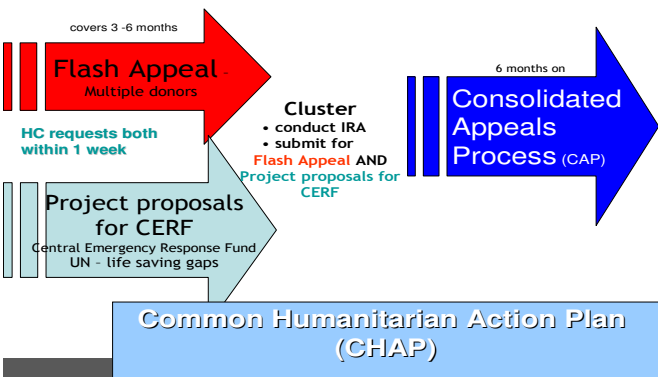 covers 3 -6 months
Flash Appeal -
Multiple donors
HC requests both
within 1 week
Project proposals
for CERF
Central Emergency Response Fund
UN - life saving gaps
Cluster
• conduct IRA
• submit for
Flash Appeal AND
Project proposals for
CERF
6 months on
Consolidated
Appeals
Process (CAP)
Common Humanitarian Action Plan
(CHAP)